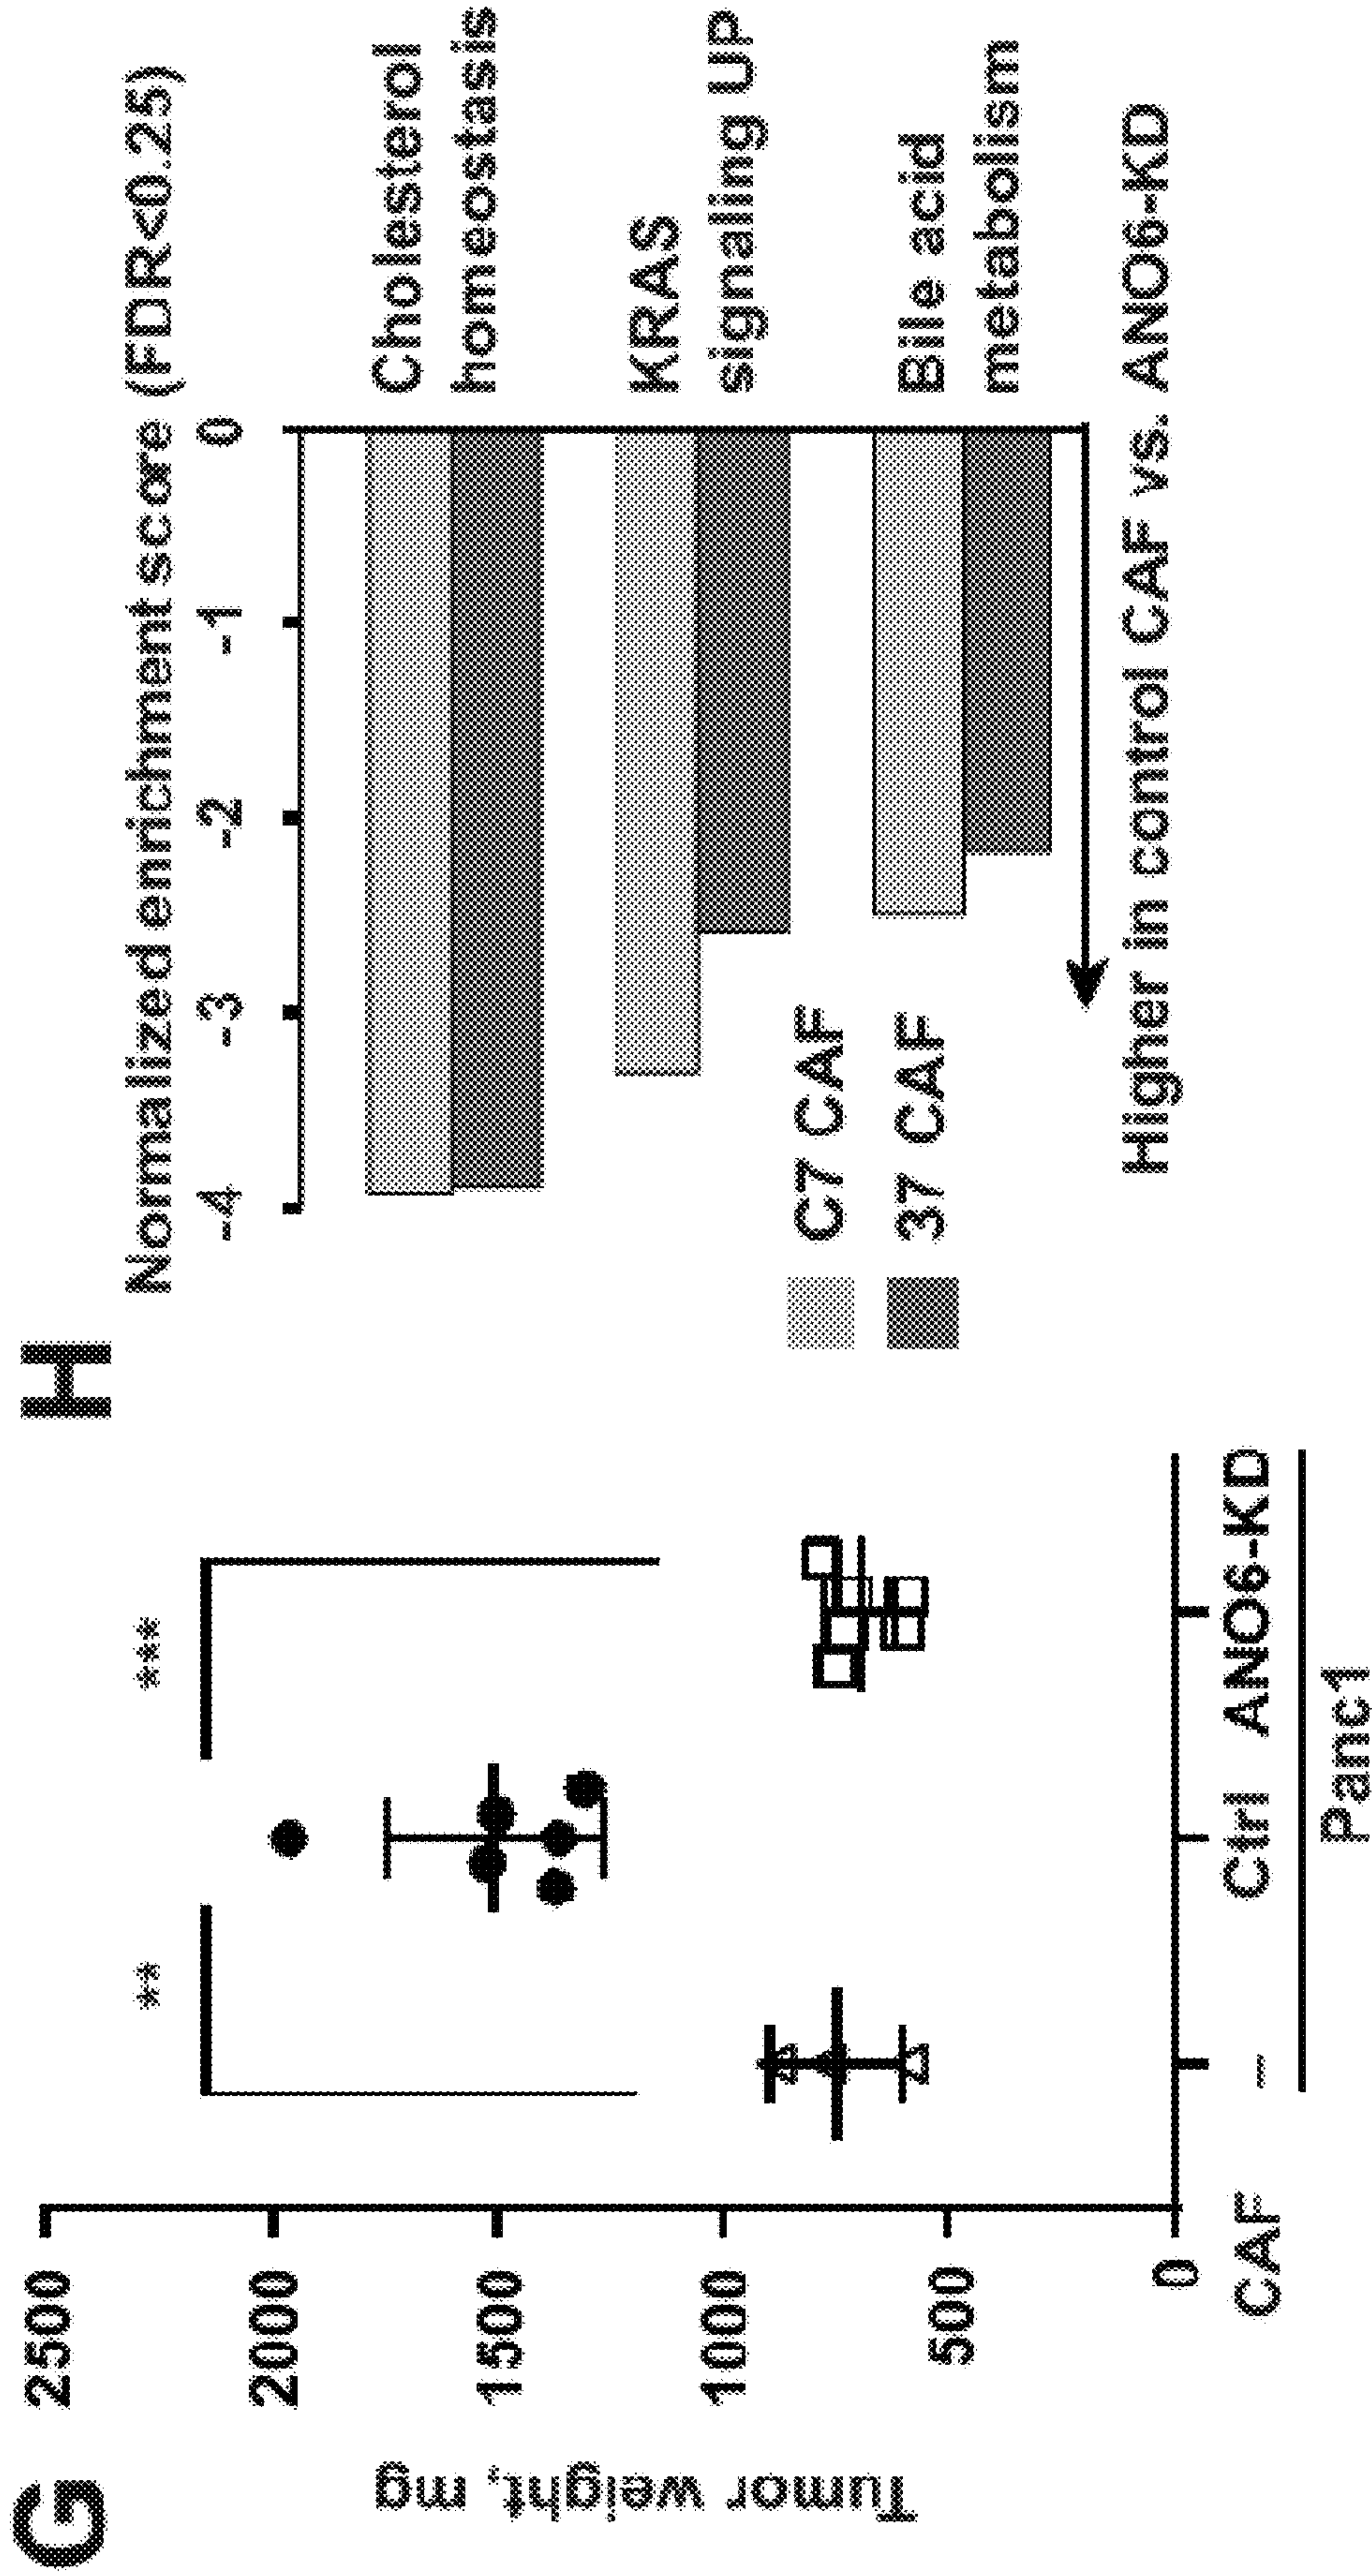 G
Tumor weight, mg
2500
2000
1500
1000
500
0
** ***
CAF – Ctrl ANO6-KD
Panc1
H
Normalized enrichment score (FDR<0.25)
-4 -3 -2 -1 0
Cholesterol
homeostasis
KRAS
signaling UP
Bile acid
metabolism
C7 CAF
37 CAF
Higher in control CAF vs. ANO6-KD